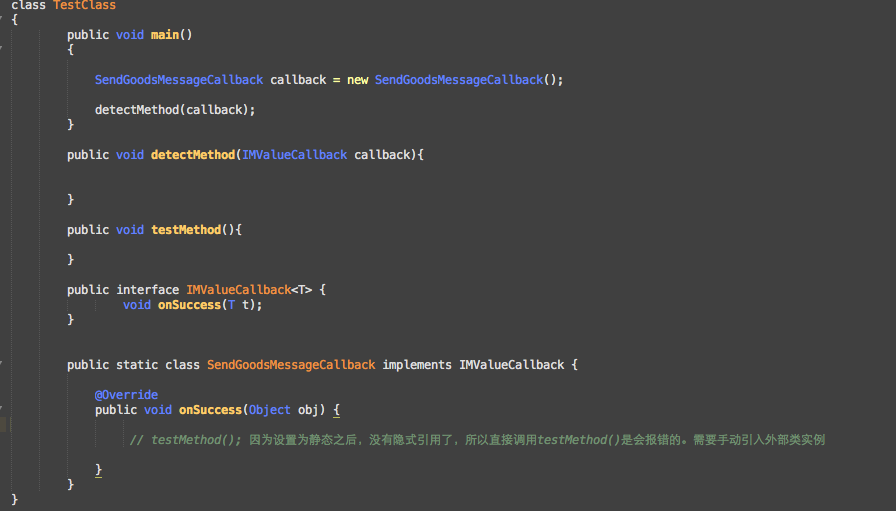 class TestClass
{
public void main()
{
SendGoodsMessageCallback callback = new SendGoodsMessageCallback();
detectMethod(callback);
}
public void detectMethod(IMValueCallback callback){
}
public void testMethod(){
}
public interface IMValueCallback<T> {
void onSuccess(T t);
}
public static class SendGoodsMessageCallback implements IMValueCallback {
@Override
public void onSuccess(Object obj) {
// testMethod(); 因为设置为静态之后，没有隐式引用了，所以直接调用testMethod()是会报错的。需要手动引入外部类实例
}
}
}